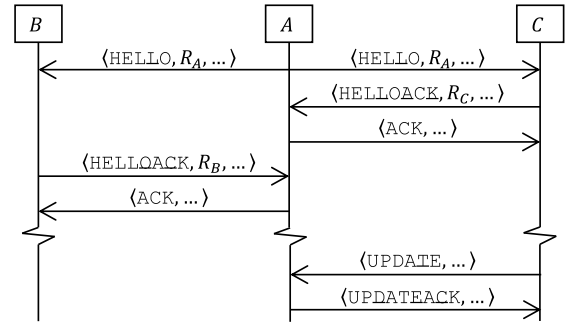 B A C
⟨HELLO, R_A, ...⟩ ⟨HELLO, R_A, ...⟩
⟨HELLOACK, R_C, ...⟩
⟨ACK, ...⟩
⟨HELLOACK, R_B, ...⟩
⟨ACK, ...⟩
⟨UPDATE, ...⟩
⟨UPDATEACK, ...⟩